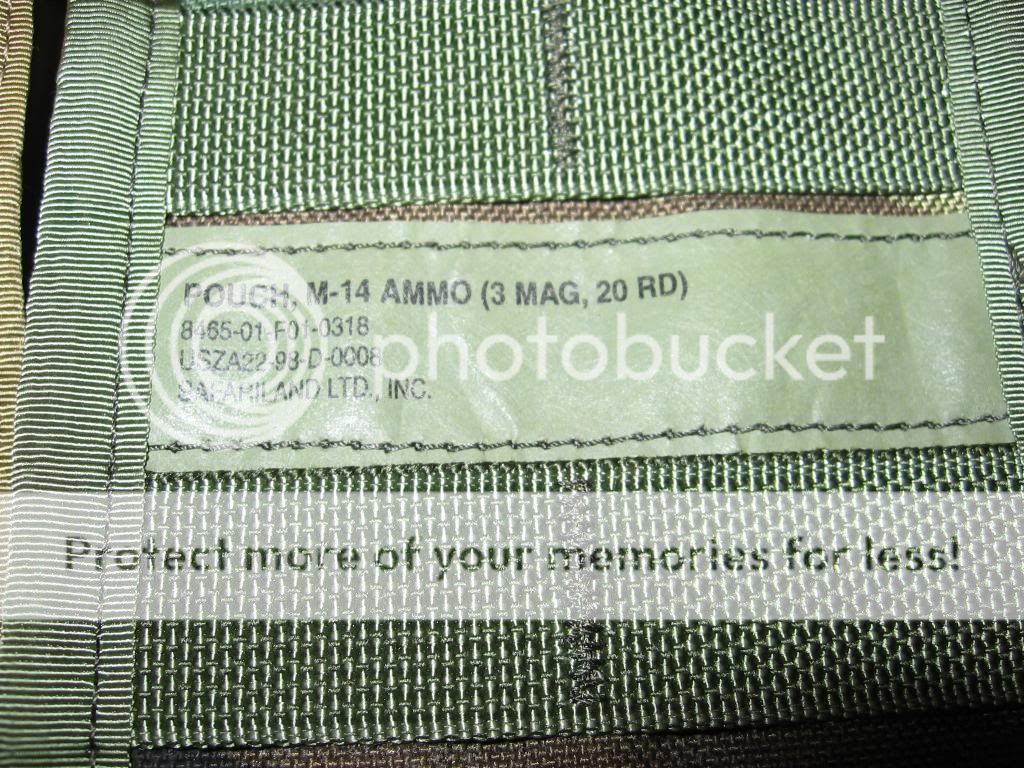 POUCH, M-14 AMMO (3 MAG, 20 RD)
8465-01-F01-0318
USZA22-98-D-0008
SAFARILAND LTD., INC.
photobucket
Protect more of your memories for less!